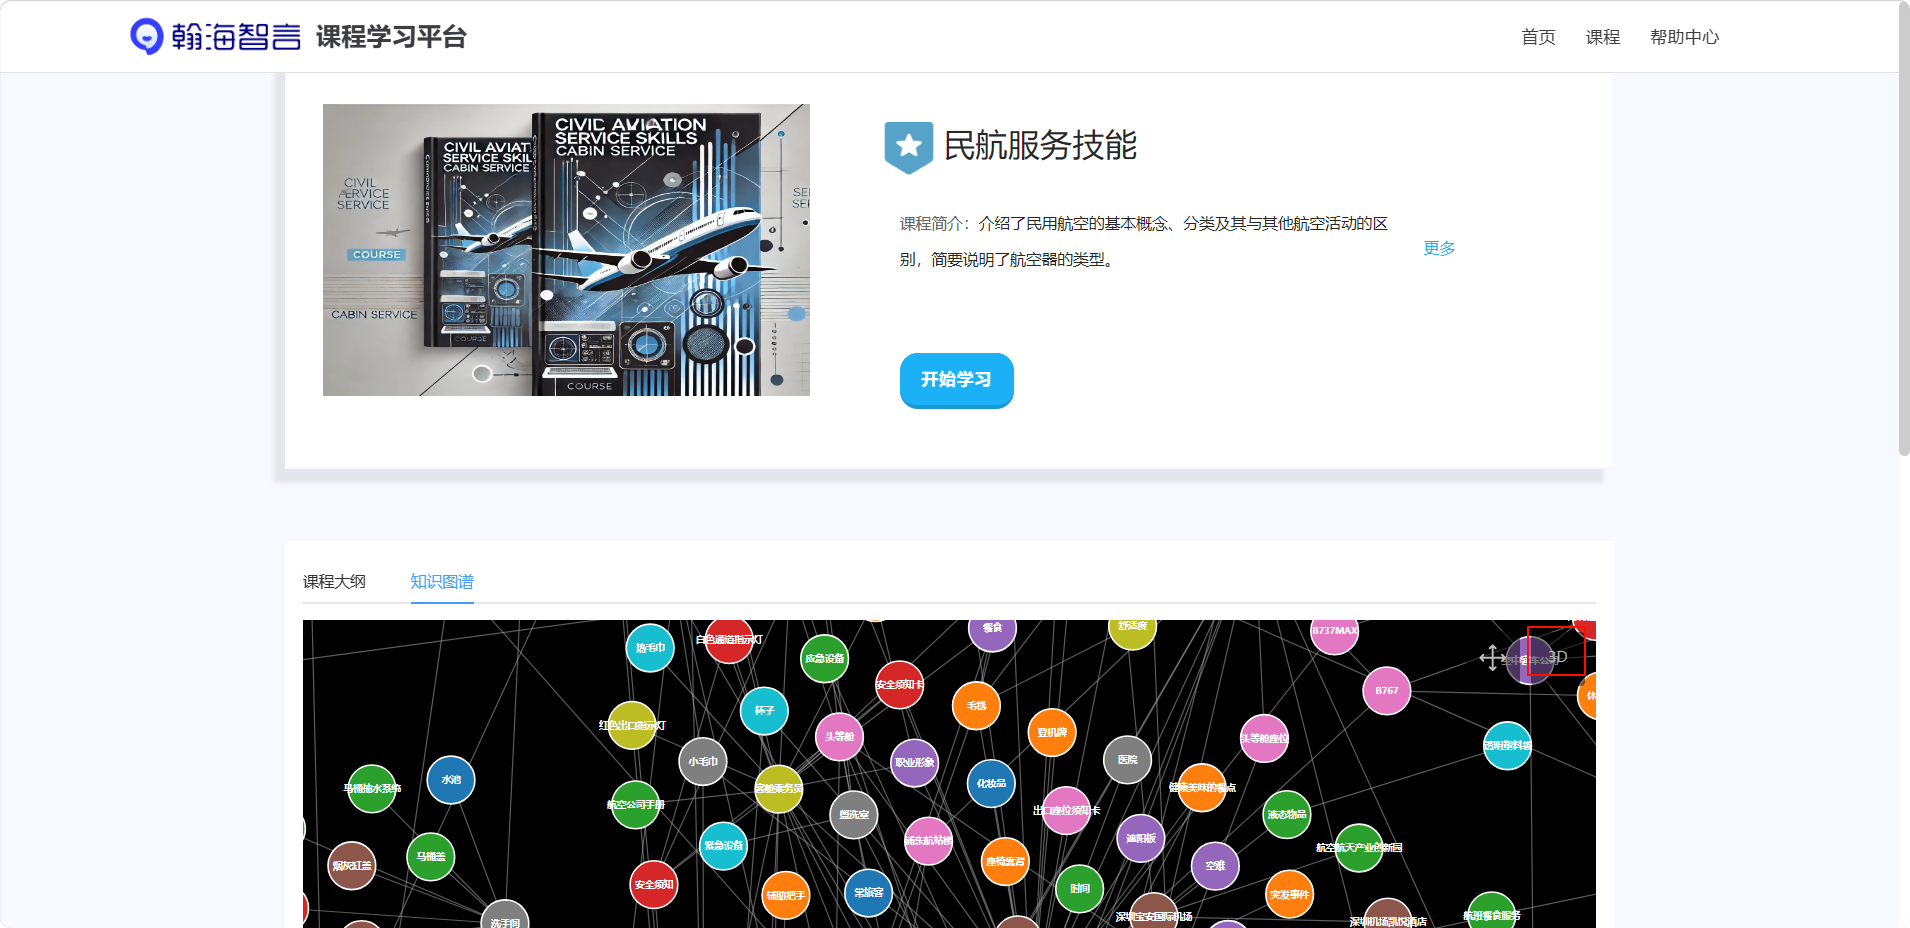 翰海智言 课程学习平台
首页 课程 帮助中心
CIVIL AVIATION
SERVICE SKILLS
CABIN SERVICE
CIVIL AVIAT
SERVICE SKIL
CABIN SERVICE
CIVIL
SERVICE
COURSE
CABIN SERVICE
COURSE
COURSE
民航服务技能
课程简介：介绍了民用航空的基本概念、分类及其与其他航空活动的区
别，简要说明了航空器的类型。
更多
开始学习
课程大纲 知识图谱
餐食
舒适度
B737MAX
热毛巾
白色通道指示灯
应急设备
3D
安全须知卡
B767
毛毯
杯子
红色出口指示灯
登机牌
头等舱
头等舱座位
透明塑料袋
小毛巾
职业形象
医院
水池
化妆品
马桶抽水系统
客舱乘务员
健康美味的餐点
航空公司手册
出口座位须知卡
盥洗室
液态物品
遮阳板
浦东航站楼
紧急设备
航空航天产业创新园
马桶盖
座椅靠背
烟灰缸盖
空难
安全须知
时间
常旅客
辅助把手
突发事件
深圳宝安国际机场
航班餐食服务
深圳机场凯悦酒店
洗手间